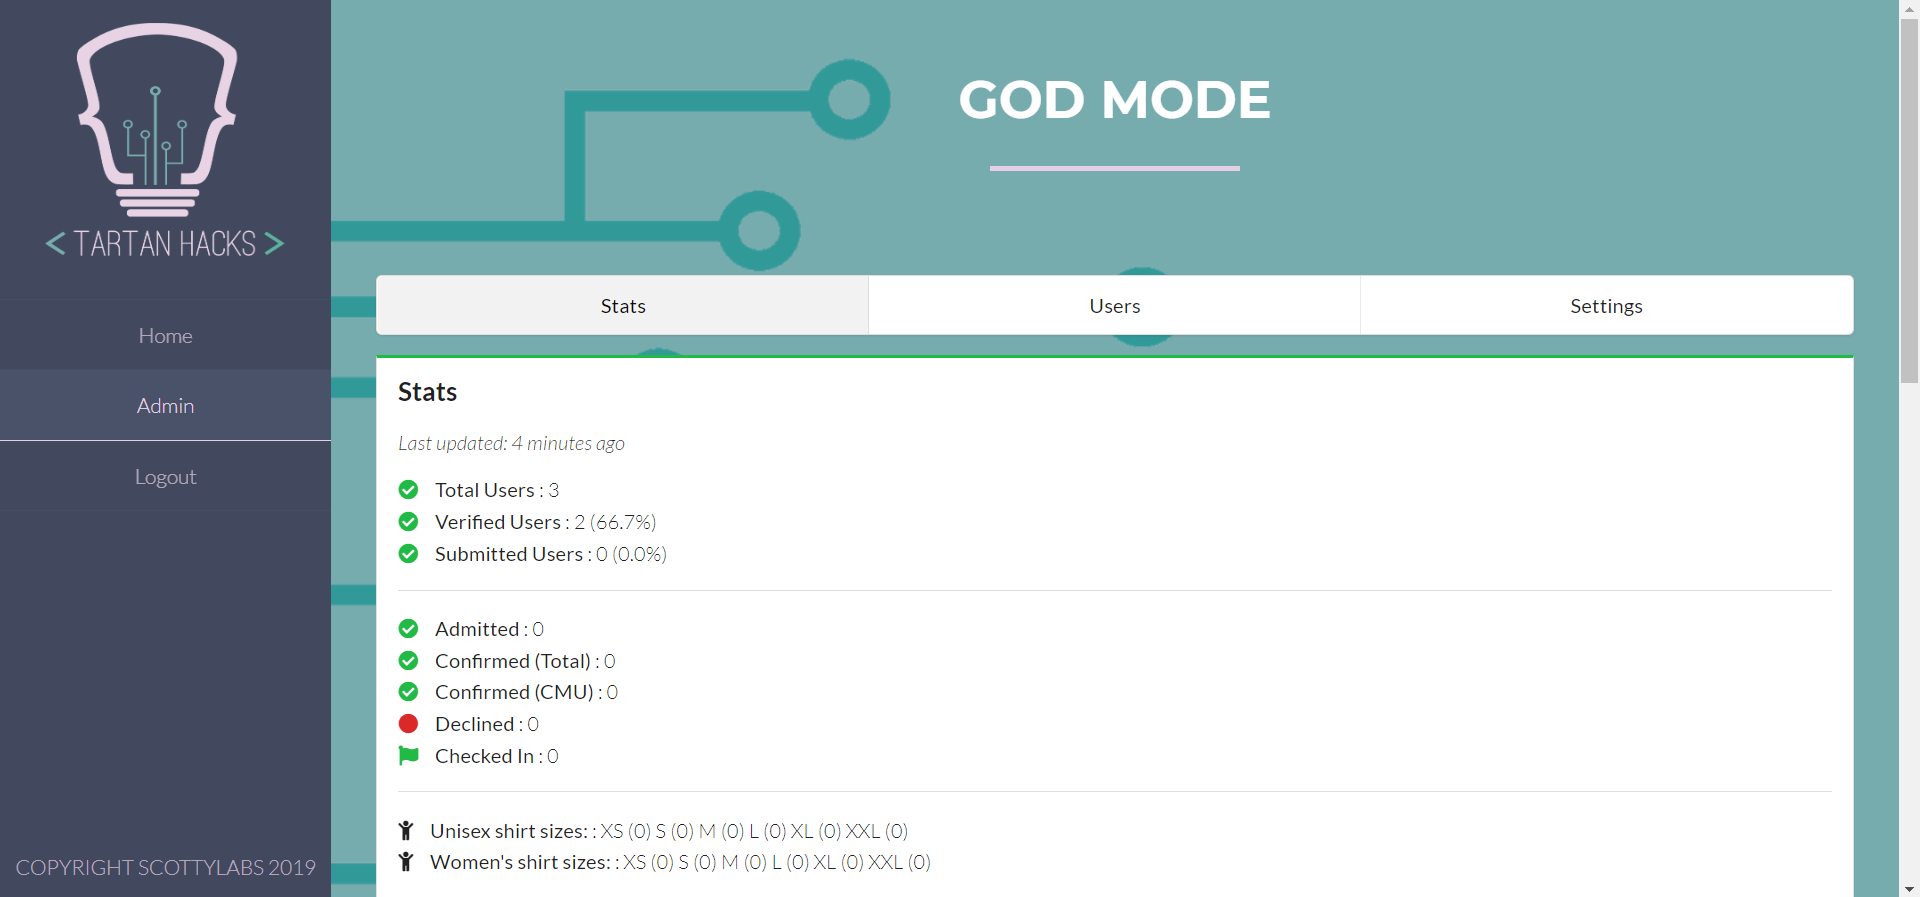 < TARTAN HACKS >
Home
Admin
Logout
COPYRIGHT SCOTTYLABS 2019
GOD MODE
Stats
Users
Settings
Stats
Last updated: 4 minutes ago
Total Users : 3
Verified Users : 2 (66.7%)
Submitted Users : 0 (0.0%)
Admitted : 0
Confirmed (Total) : 0
Confirmed (CMU) : 0
Declined : 0
Checked In : 0
Unisex shirt sizes: : XS (0) S (0) M (0) L (0) XL (0) XXL (0)
Women's shirt sizes: : XS (0) S (0) M (0) L (0) XL (0) XXL (0)